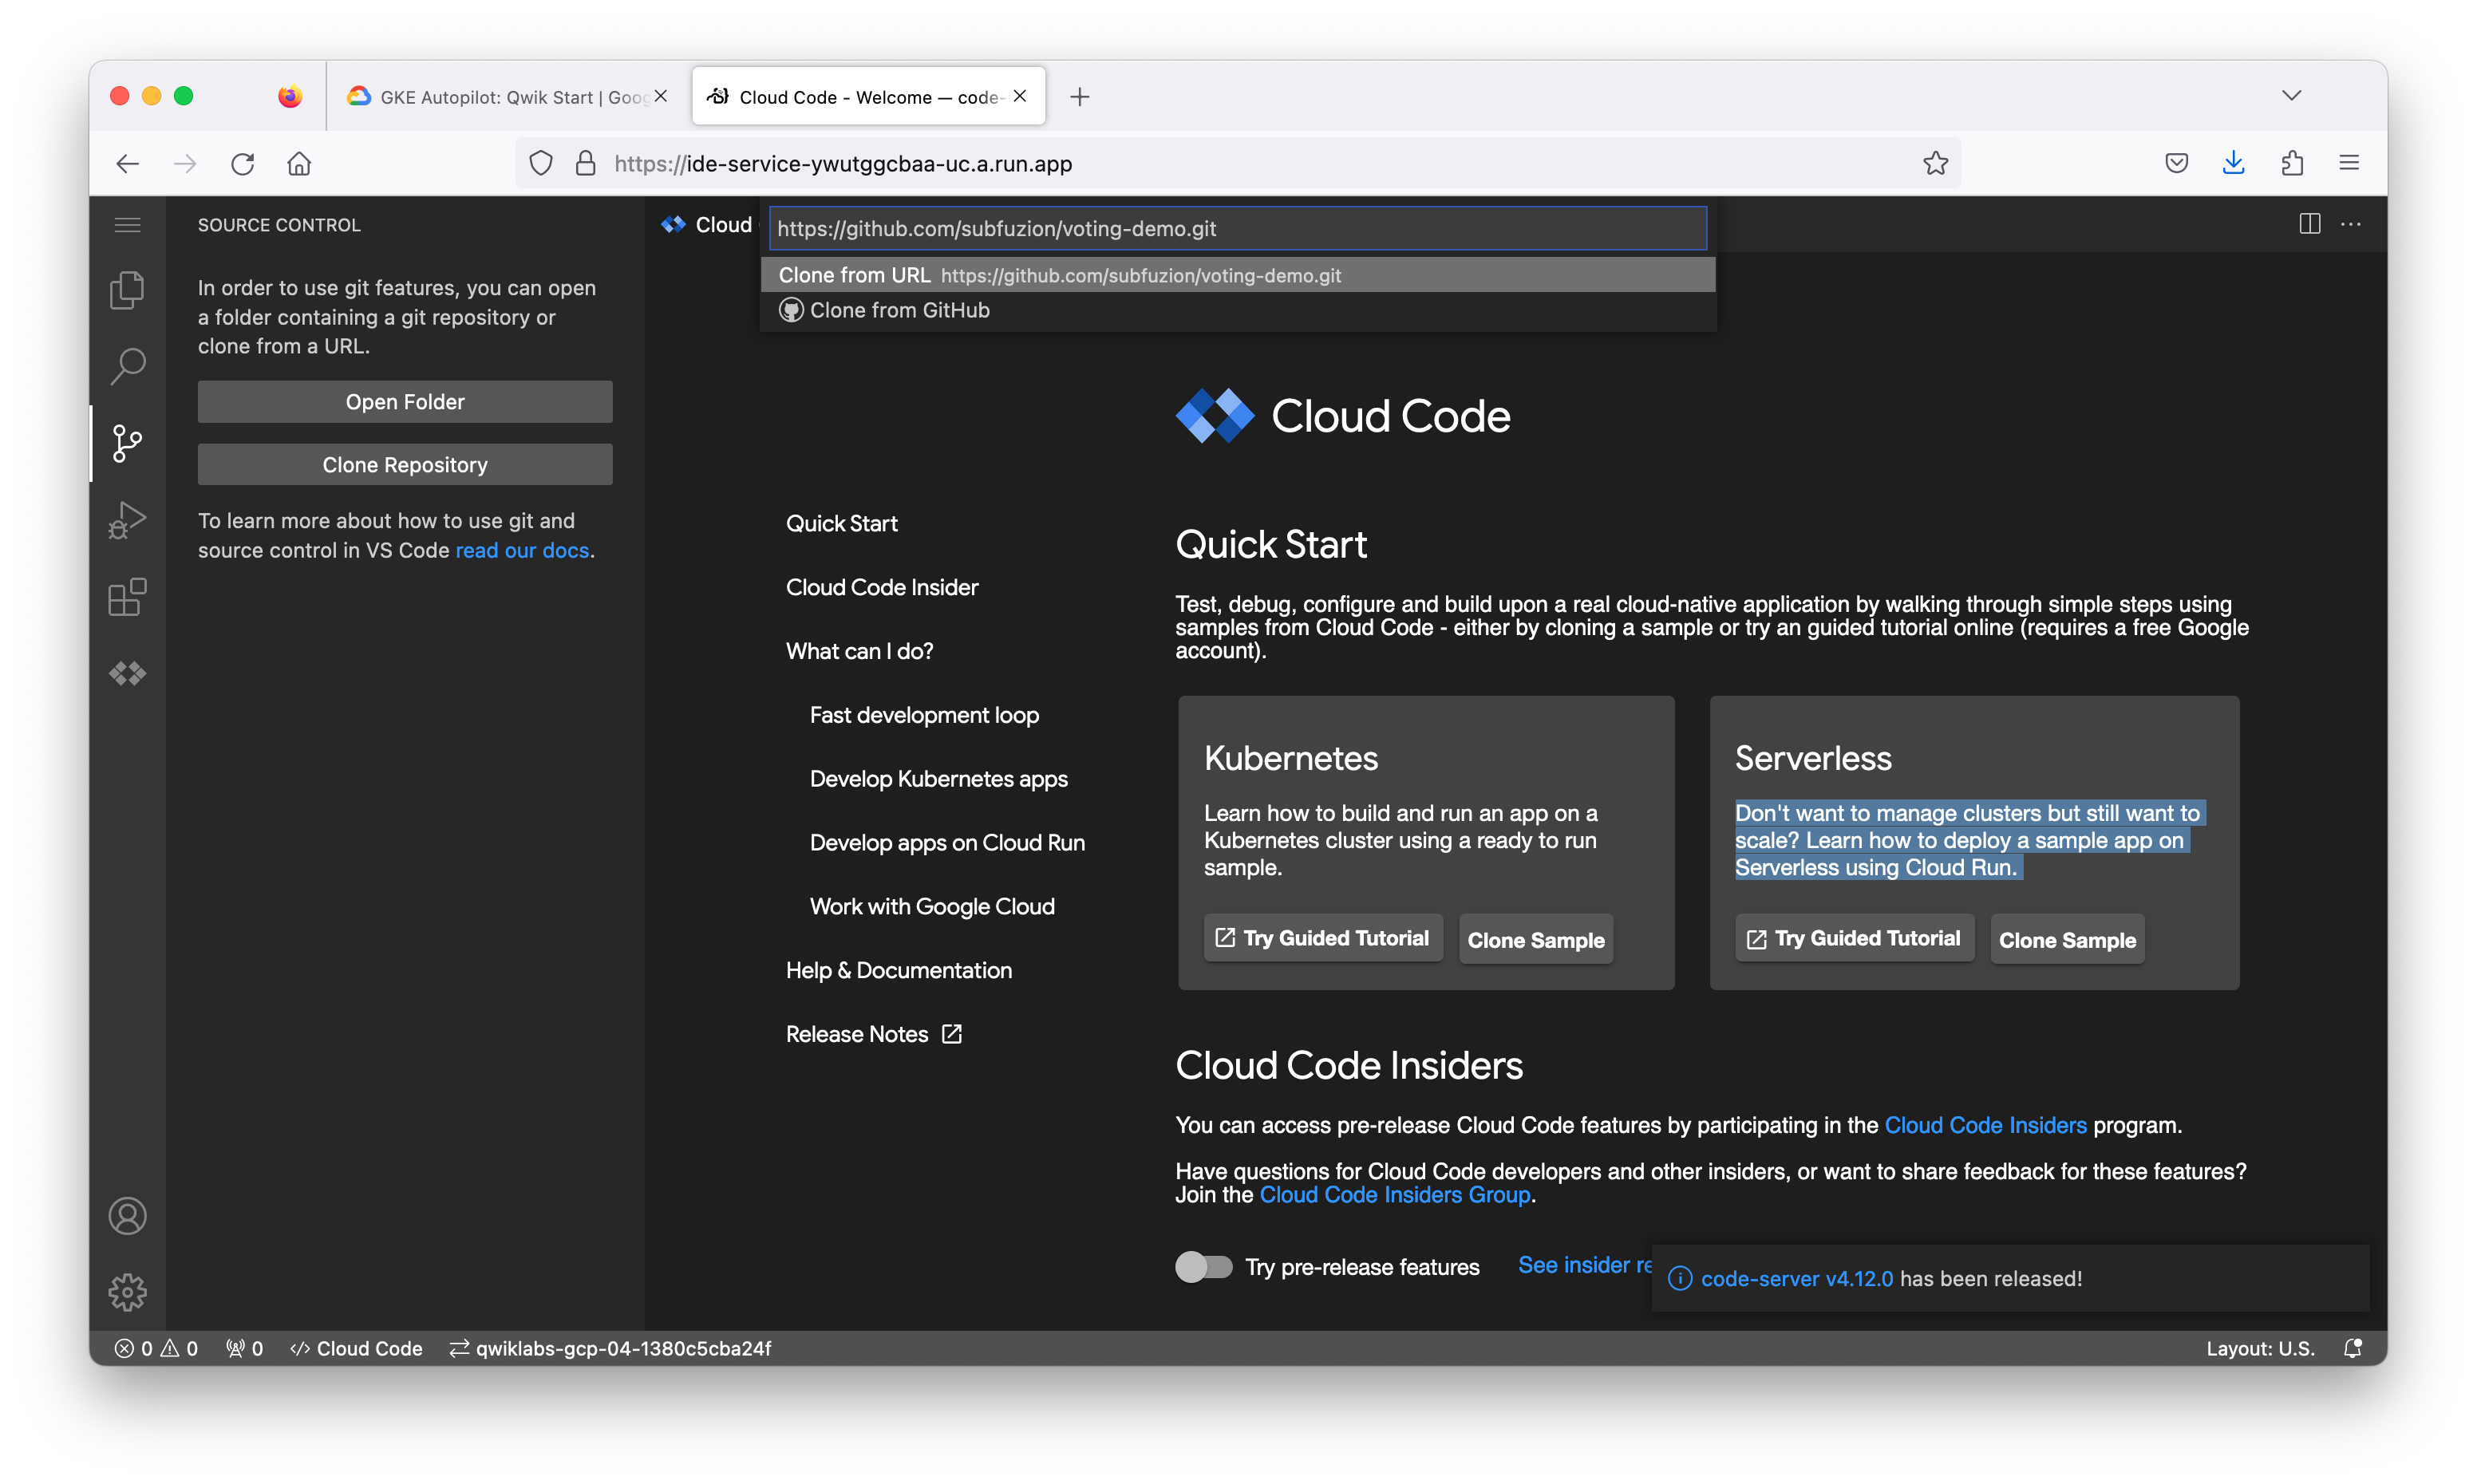 GKE Autopilot: Qwik Start | Goog
Cloud Code - Welcome — code-
https://ide-service-ywutggcbaa-uc.a.run.app
SOURCE CONTROL
In order to use git features, you can open
a folder containing a git repository or
clone from a URL.
Open Folder
Clone Repository
To learn more about how to use git and
source control in VS Code read our docs.
Cloud
https://github.com/subfuzion/voting-demo.git
Clone from URL https://github.com/subfuzion/voting-demo.git
Clone from GitHub
Cloud Code
Quick Start
Cloud Code Insider
What can I do?
Fast development loop
Develop Kubernetes apps
Develop apps on Cloud Run
Work with Google Cloud
Help & Documentation
Release Notes
Quick Start
Test, debug, configure and build upon a real cloud-native application by walking through simple steps using
samples from Cloud Code - either by cloning a sample or try an guided tutorial online (requires a free Google
account).
Kubernetes
Learn how to build and run an app on a
Kubernetes cluster using a ready to run
sample.
Try Guided Tutorial
Clone Sample
Serverless
Don't want to manage clusters but still want to
scale? Learn how to deploy a sample app on
Serverless using Cloud Run.
Try Guided Tutorial
Clone Sample
Cloud Code Insiders
You can access pre-release Cloud Code features by participating in the Cloud Code Insiders program.
Have questions for Cloud Code developers and other insiders, or want to share feedback for these features?
Join the Cloud Code Insiders Group.
Try pre-release features
See insider re
code-server v4.12.0 has been released!
0 0 0 Cloud Code qwiklabs-gcp-04-1380c5cba24f
Layout: U.S.